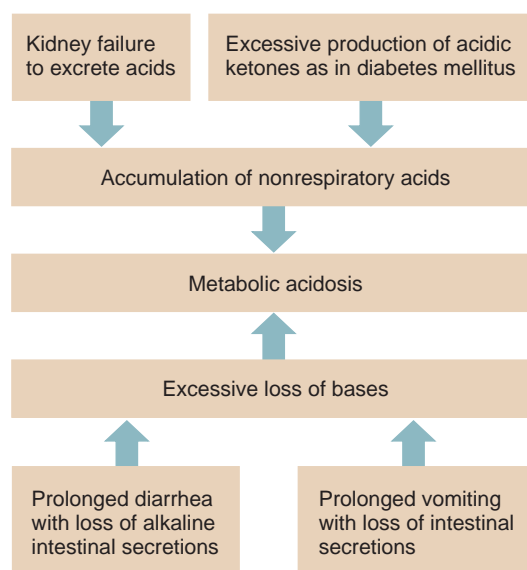 Kidney failure
to excrete acids
Excessive production of acidic
ketones as in diabetes mellitus
Accumulation of nonrespiratory acids
Metabolic acidosis
Excessive loss of bases
Prolonged diarrhea
with loss of alkaline
intestinal secretions
Prolonged vomiting
with loss of intestinal
secretions